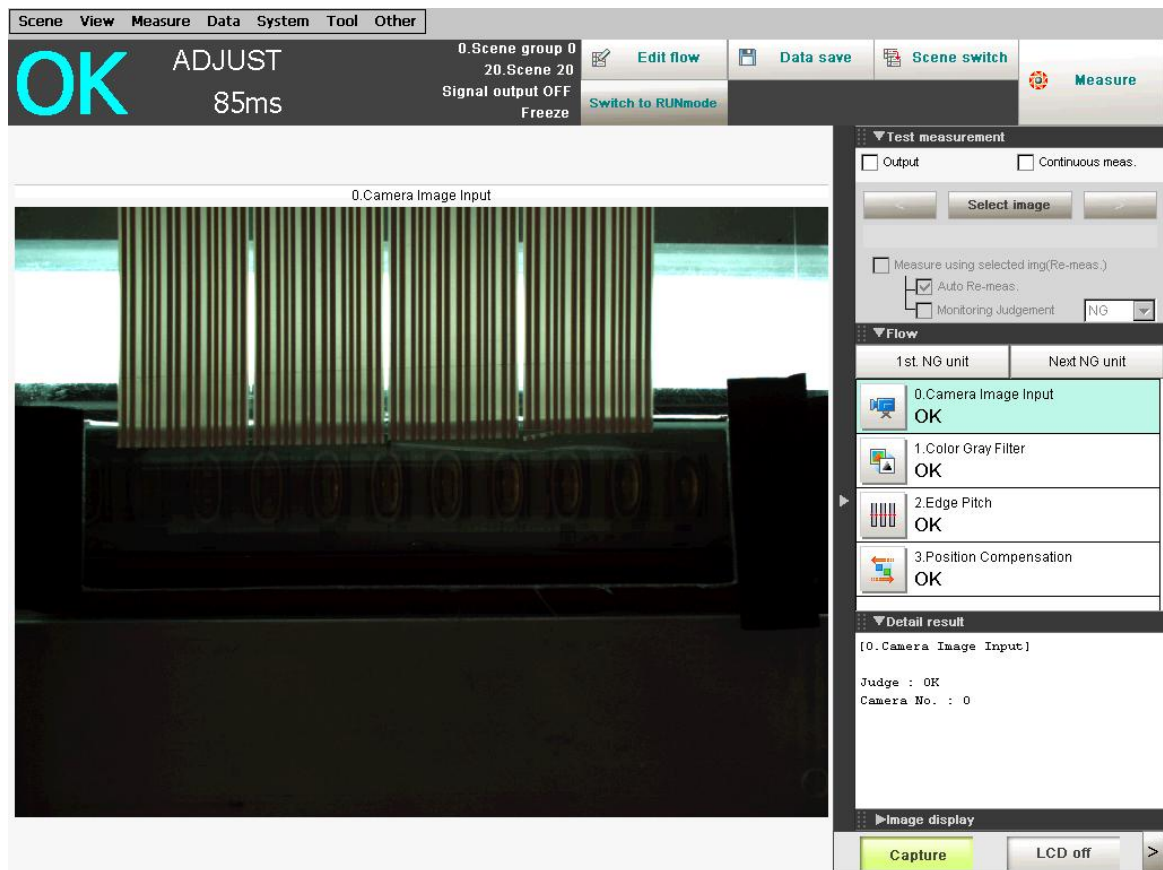 Scene View Measure Data System Tool Other
OK
ADJUST
85ms
0.Scene group 0
20.Scene 20
Signal output OFF
Freeze
Edit flow
Data save
Scene switch
Switch to RUNmode
Measure
▼Test measurement
Output
Continuous meas.
<
Select image
>
Measure using selected img(Re-meas.)
Auto Re-meas.
Monitoring Judgement
NG
▼Flow
1st. NG unit
Next NG unit
0.Camera Image Input
OK
1.Color Gray Filter
OK
2.Edge Pitch
OK
3.Position Compensation
OK
▼Detail result
[0.Camera Image Input]
Judge : OK
Camera No. : 0
▶Image display
Capture
LCD off
>
0.Camera Image Input